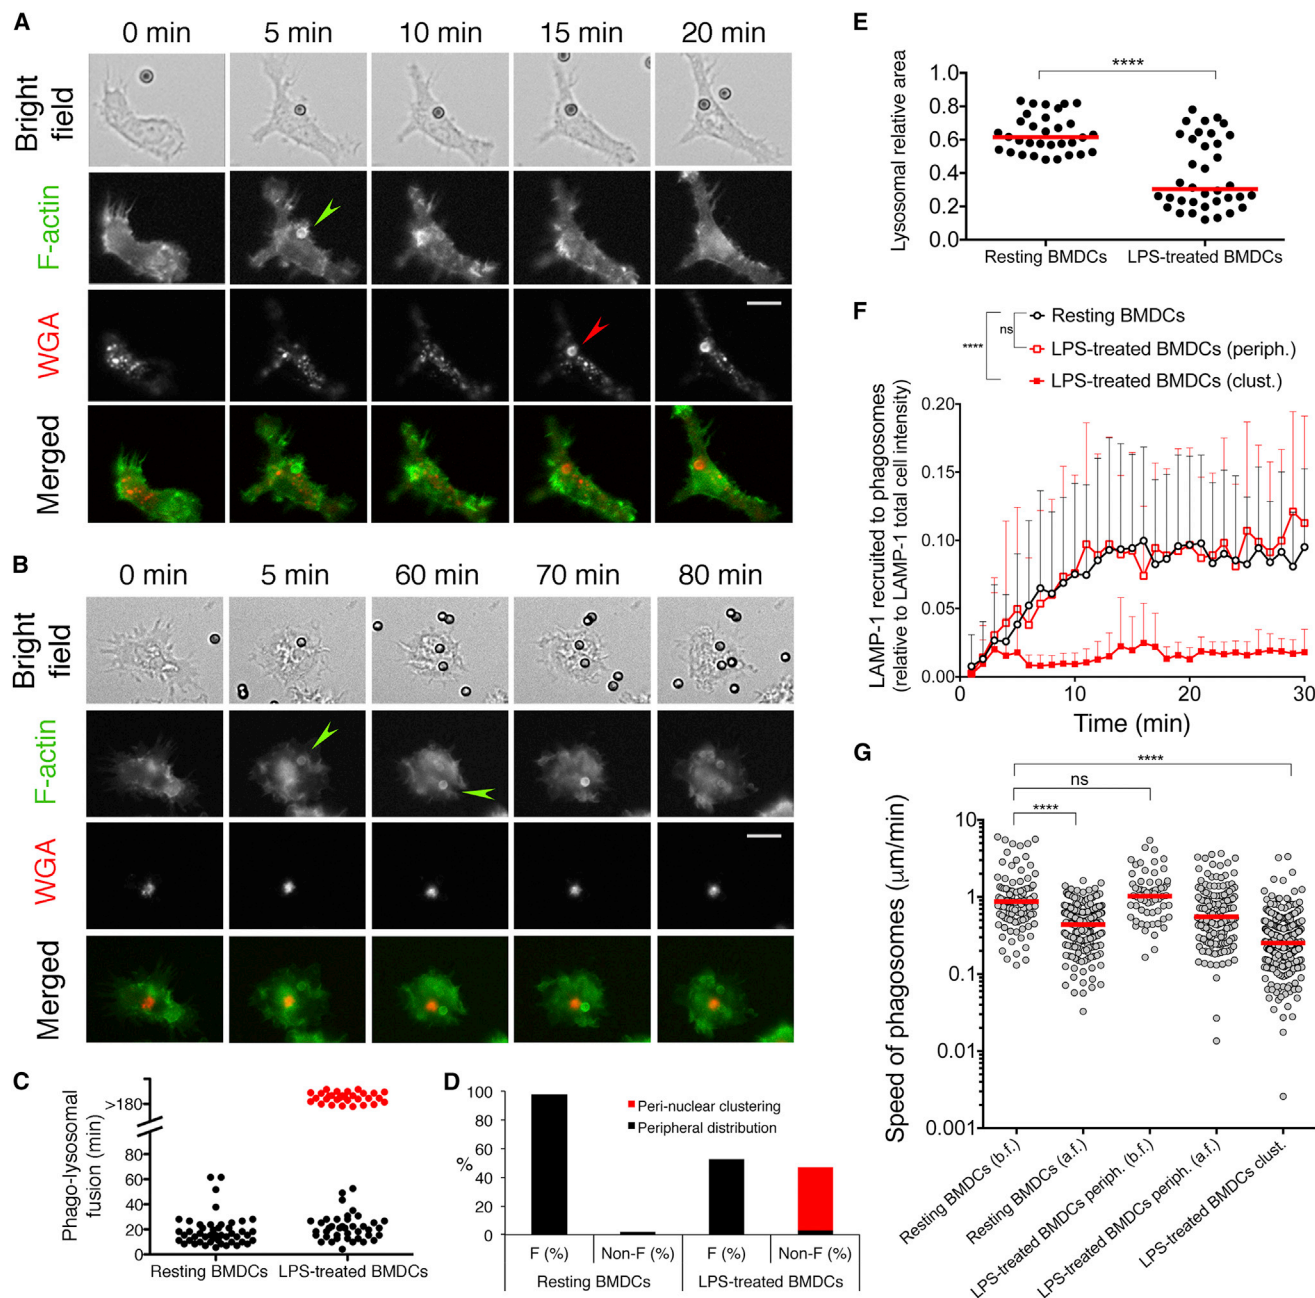 A
0 min 5 min 10 min 15 min 20 min
Bright field
F-actin
WGA
Merged
B
0 min 5 min 60 min 70 min 80 min
Bright field
F-actin
WGA
Merged
C
Phago-lysosomal fusion (min)
>180
80
60
40
20
0
Resting BMDCs LPS-treated BMDCs
D
%
100
80
60
40
20
0
Peri-nuclear clustering
Peripheral distribution
F (%) Non-F (%) F (%) Non-F (%)
Resting BMDCs LPS-treated BMDCs
E
Lysosomal relative area
****
1.0
0.8
0.6
0.4
0.2
0.0
Resting BMDCs LPS-treated BMDCs
F
**** ns
Resting BMDCs
LPS-treated BMDCs (periph.)
LPS-treated BMDCs (clust.)
LAMP-1 recruited to phagosomes
(relative to LAMP-1 total cell intensity)
0.20
0.15
0.10
0.05
0.00
0 10 20 30
Time (min)
G
****
ns
****
Speed of phagosomes (μm/min)
10
1
0.1
0.01
0.001
Resting BMDCs (b.f.)
Resting BMDCs (a.f.)
LPS-treated BMDCs periph. (b.f.)
LPS-treated BMDCs periph. (a.f.)
LPS-treated BMDCs clust.